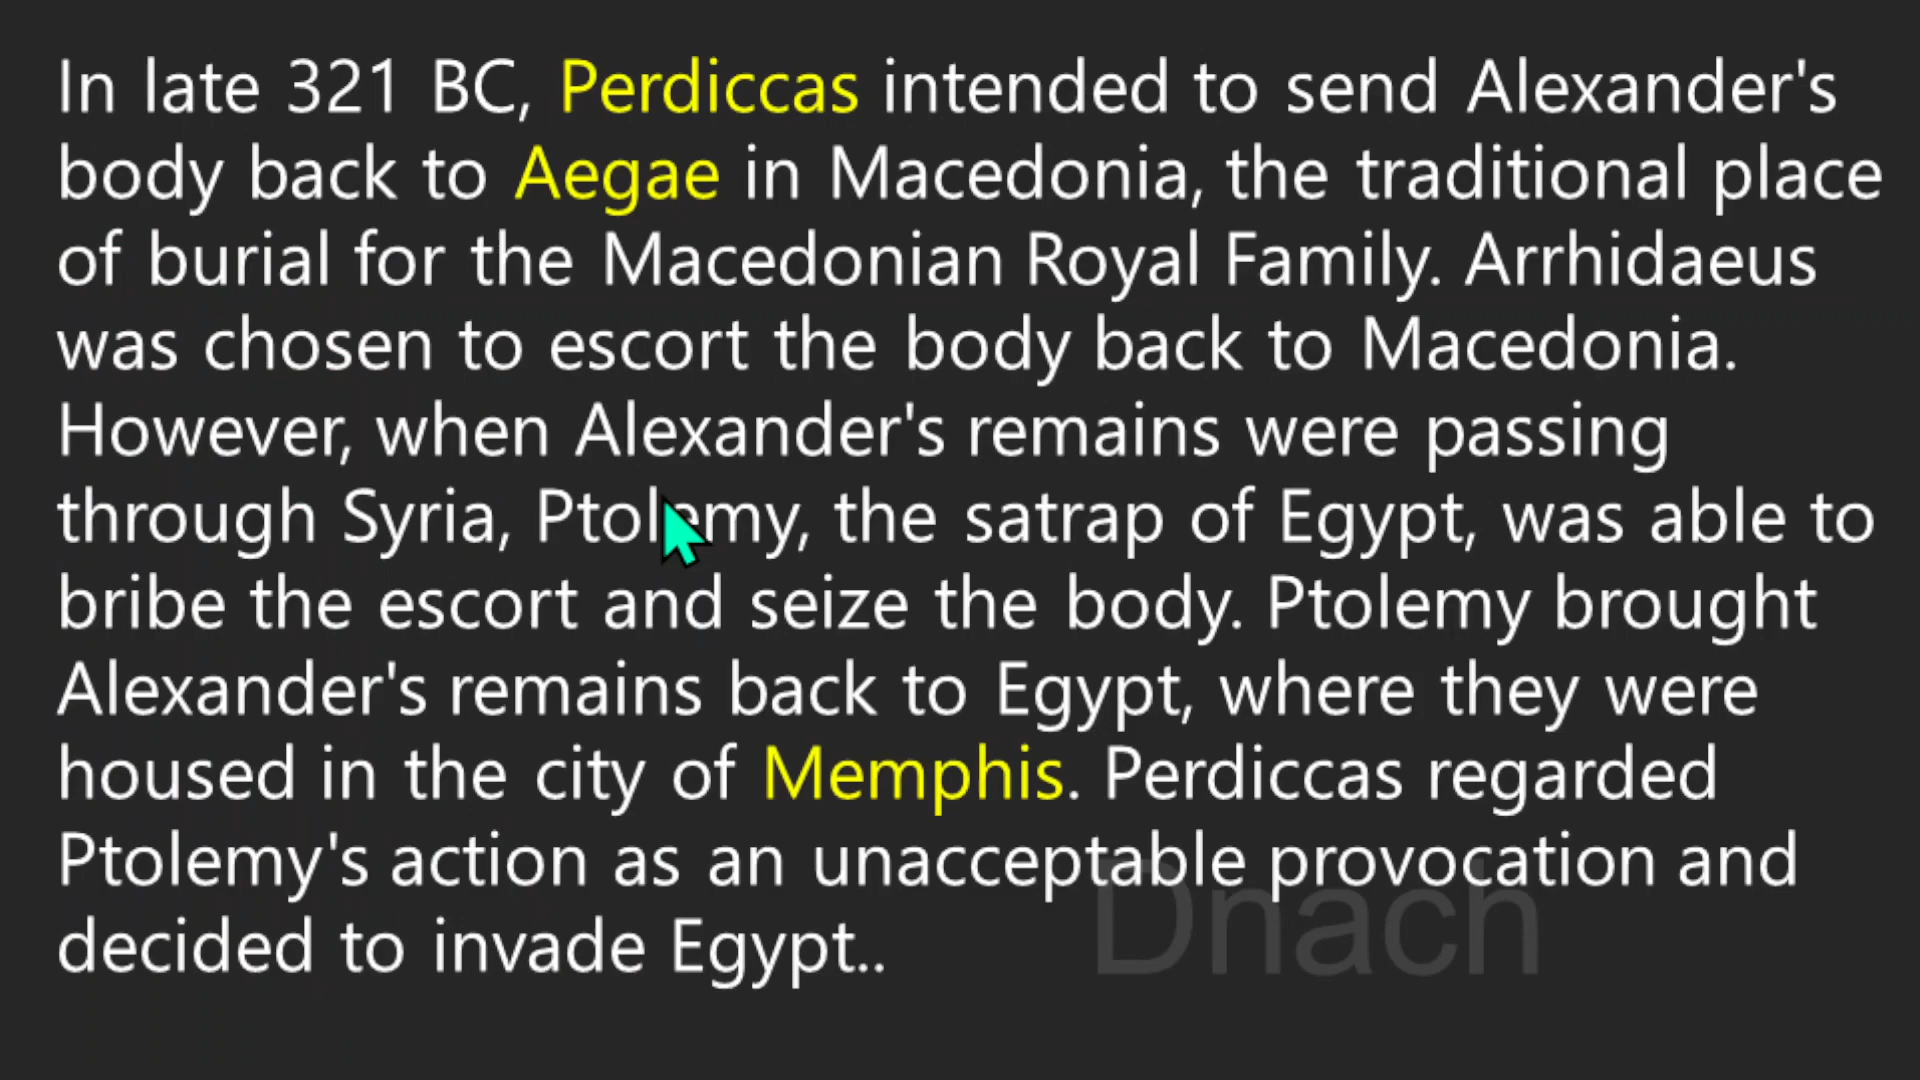 In late 321 BC, Perdiccas intended to send Alexander's
body back to Aegae in Macedonia, the traditional place
of burial for the Macedonian Royal Family. Arrhidaeus
was chosen to escort the body back to Macedonia.
However, when Alexander's remains were passing
through Syria, Ptolemy, the satrap of Egypt, was able to
bribe the escort and seize the body. Ptolemy brought
Alexander's remains back to Egypt, where they were
housed in the city of Memphis. Perdiccas regarded
Ptolemy's action as an unacceptable provocation and
decided to invade Egypt..
Dnach